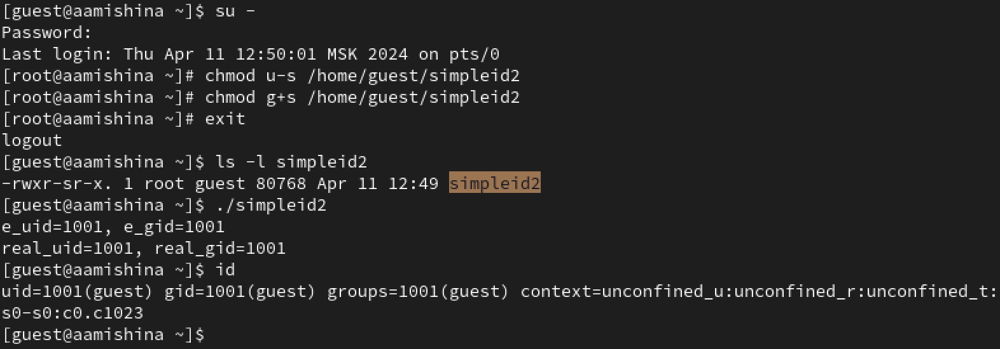 [guest@aamishina ~]$ su -
Password:
Last login: Thu Apr 11 12:50:01 MSK 2024 on pts/0
[root@aamishina ~]# chmod u-s /home/guest/simpleid2
[root@aamishina ~]# chmod g+s /home/guest/simpleid2
[root@aamishina ~]# exit
logout
[guest@aamishina ~]$ ls -l simpleid2
-rwxr-sr-x. 1 root guest 80768 Apr 11 12:49 simpleid2
[guest@aamishina ~]$ ./simpleid2
e_uid=1001, e_gid=1001
real_uid=1001, real_gid=1001
[guest@aamishina ~]$ id
uid=1001(guest) gid=1001(guest) groups=1001(guest) context=unconfined_u:unconfined_r:unconfined_t:
s0-s0:c0.c1023
[guest@aamishina ~]$